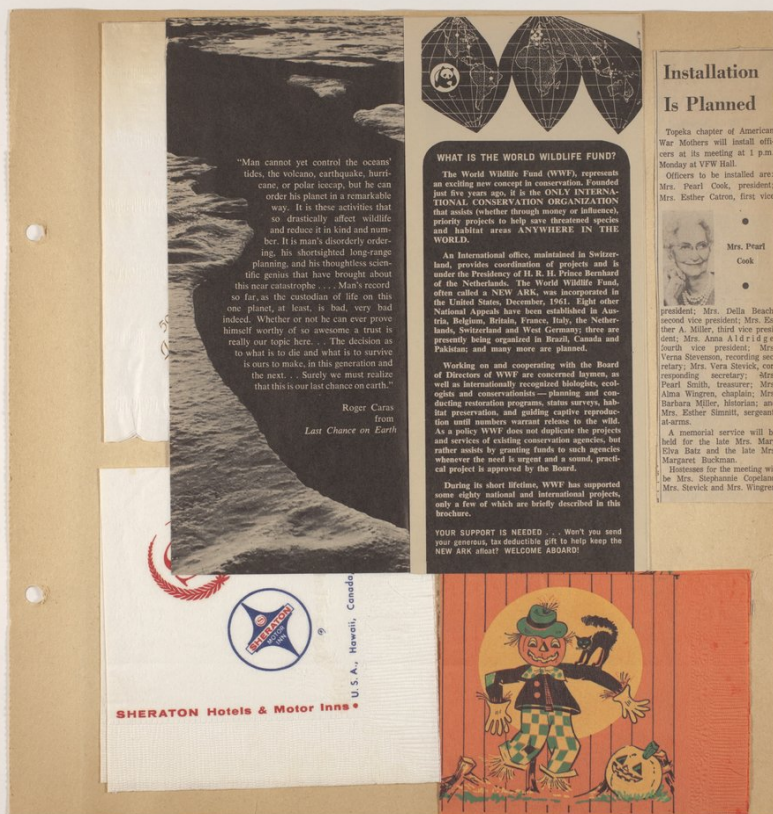 "Man cannot yet control the oceans'
tides, the volcano, earthquake, hurri-
cane, or polar icecap, but he can
order his planet in a remarkable
way. It is these activities that
so drastically affect wildlife
and reduce it in kind and num-
ber. It is man's disorderly order-
ing, his shortsighted long-range
planning, and his thoughtless scien-
tific genius that have brought about
this near catastrophe . . . . Man's record
so far, as the custodian of life on this
one planet, at least, is bad, very bad
indeed. Whether or not he can ever prove
himself worthy of so awesome a trust is
really our topic here. . . The decision as
to what is to die and what is to survive
is ours to make, in this generation and
the next. . . Surely we must realize
that this is our last chance on earth."
Roger Caras
from
Last Chance on Earth
WHAT IS THE WORLD WILDLIFE FUND?
The World Wildlife Fund (WWF), represents
an exciting new concept in conservation. Founded
just five years ago, it is the ONLY INTERNA-
TIONAL CONSERVATION ORGANIZATION
that assists (whether through money or influence),
priority projects to help save threatened species
and habitat areas ANYWHERE IN THE
WORLD.
An International office, maintained in Switzer-
land, provides coordination of projects and is
under the Presidency of H. R. H. Prince Bernhard
of the Netherlands. The World Wildlife Fund,
often called a NEW ARK, was incorporated in
the United States, December, 1961. Eight other
National Appeals have been established in Aus-
tria, Belgium, Britain, France, Italy, the Nether-
lands, Switzerland and West Germany; three are
presently being organized in Brazil, Canada and
Pakistan; and many more are planned.
Working on and cooperating with the Board
of Directors of WWF are concerned laymen, as
well as internationally recognized biologists, ecol-
ogists and conservationists — planning and con-
ducting restoration programs, status surveys, hab-
itat preservation, and guiding captive reproduc-
tion until numbers warrant release to the wild.
As a policy WWF does not duplicate the projects
and services of existing conservation agencies, but
rather assists by granting funds to such agencies
whenever the need is urgent and a sound, practi-
cal project is approved by the Board.
During its short lifetime, WWF has supported
some eighty national and international projects,
only a few of which are briefly described in this
brochure.
YOUR SUPPORT IS NEEDED . . . Won't you send
your generous, tax deductible gift to help keep the
NEW ARK afloat? WELCOME ABOARD!
Installation
Is Planned
Topeka chapter of American
War Mothers will install offi-
cers at its meeting at 1 p.m.
Monday at VFW Hall.
Officers to be installed are:
Mrs. Pearl Cook, president;
Mrs. Esther Catron, first vice
Mrs. Pearl
Cook
president; Mrs. Della Beach,
second vice president; Mrs. Es-
ther A. Miller, third vice presi-
dent; Mrs. Anna Aldridge,
fourth vice president; Mrs.
Verna Stevenson, recording sec-
retary; Mrs. Vera Stevick, cor-
responding secretary; Mrs.
Pearl Smith, treasurer; Mrs.
Alma Wingren, chaplain; Mrs.
Barbara Miller, historian; and
Mrs. Esther Simnitt, sergeant-
at-arms.
A memorial service will be
held for the late Mrs. Mary
Elva Batz and the late Mrs.
Margaret Buckman.
Hostesses for the meeting will
be Mrs. Stephannie Copeland,
Mrs. Stevick and Mrs. Wingren.
SHERATON
MOTOR
INN
®
U.S.A., Hawaii, Canada,
SHERATON Hotels & Motor Inns